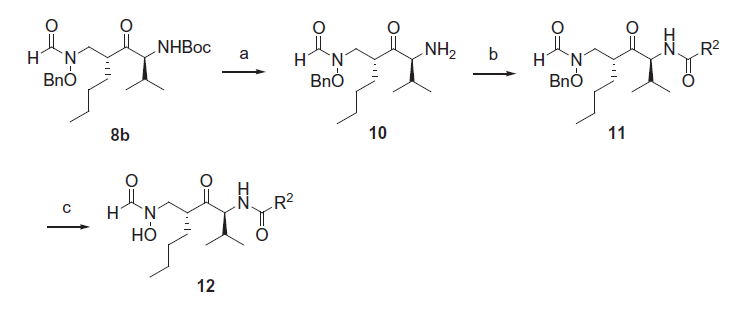 O O NHBoc
H N
BnO
8b
a
O O NH2
H N
BnO
10
b
O O H N R2
H N
BnO O
11
c
O O H N R2
H N
HO O
12